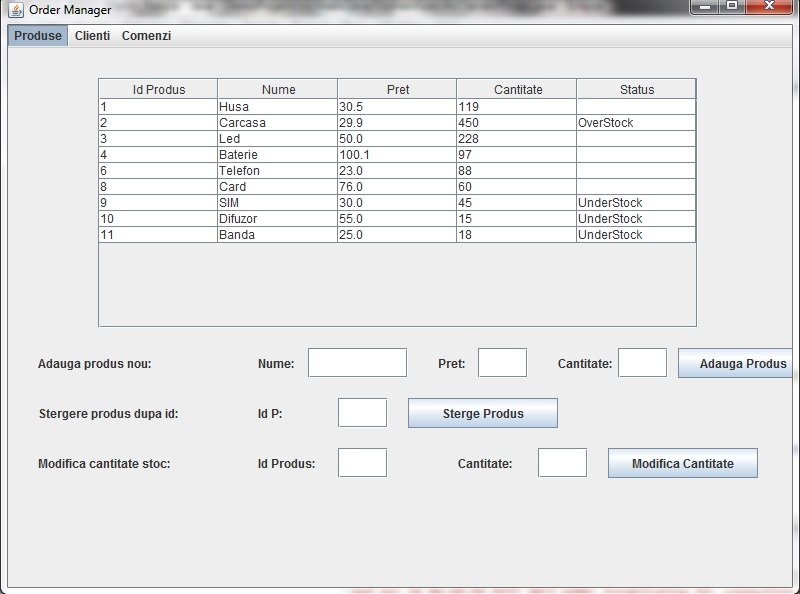 Order Manager
Produse Clienti Comenzi
Id Produs Nume Pret Cantitate Status
1 Husa 30.5 119
2 Carcasa 29.9 450 OverStock
3 Led 50.0 228
4 Baterie 100.1 97
6 Telefon 23.0 88
8 Card 76.0 60
9 SIM 30.0 45 UnderStock
10 Difuzor 55.0 15 UnderStock
11 Banda 25.0 18 UnderStock
Adauga produs nou: Nume: Pret: Cantitate: Adauga Produs
Stergere produs dupa id: Id P: Sterge Produs
Modifica cantitate stoc: Id Produs: Cantitate: Modifica Cantitate